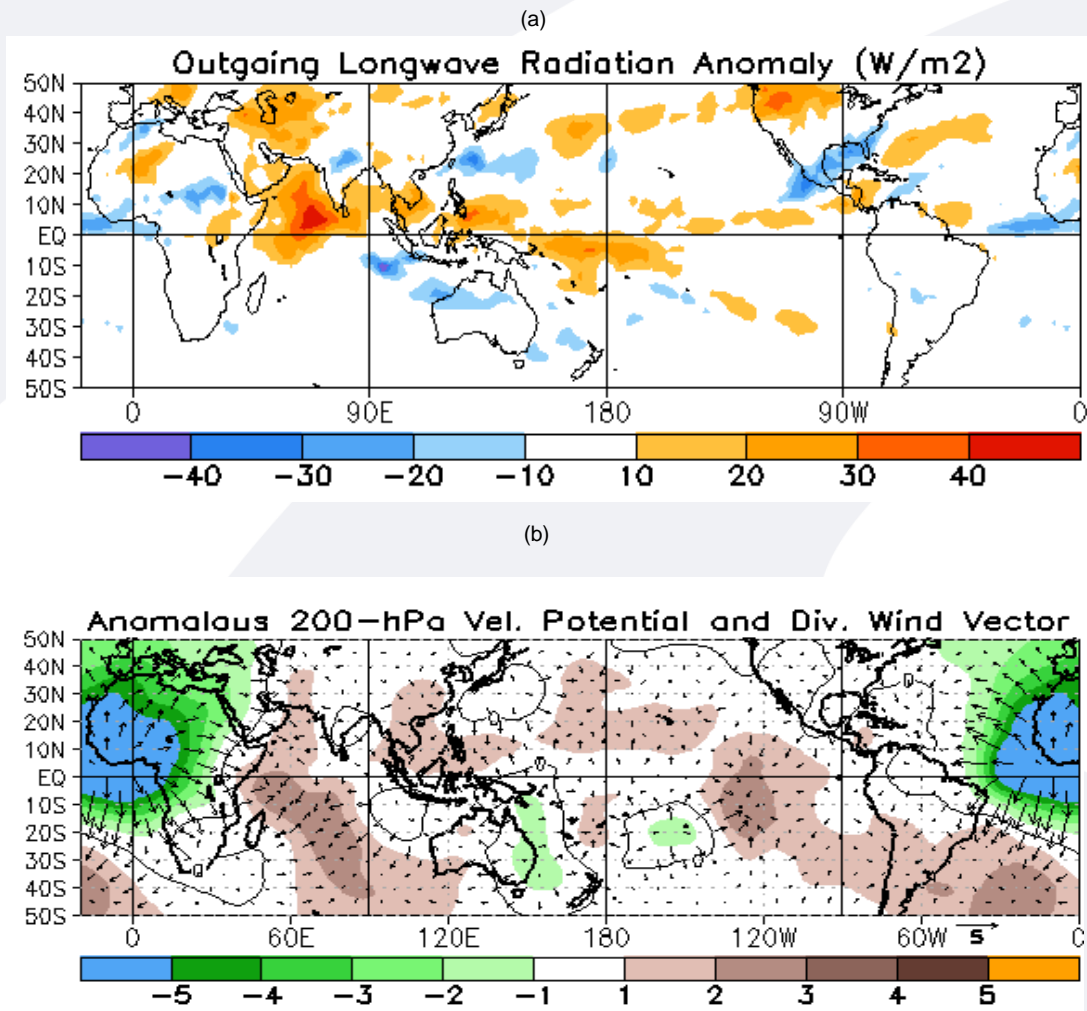 (a)
Outgaing Longwave Radiation Anomaly (W/m2)
50N
40N
30N
20N
10N
EQ
10S
20S
30S
40S
50S
0 90E 180 90W 0
-40 -30 -20 -10 10 20 30 40
(b)
Anamalaus 200-hPa Vel. Potential and Div. Wind Vector
50N
40N
30N
20N
10N
EQ
10S
20S
30S
40S
50S
0 60E 120E 180 120W 60W 0
5
-5 -4 -3 -2 -1 1 2 3 4 5